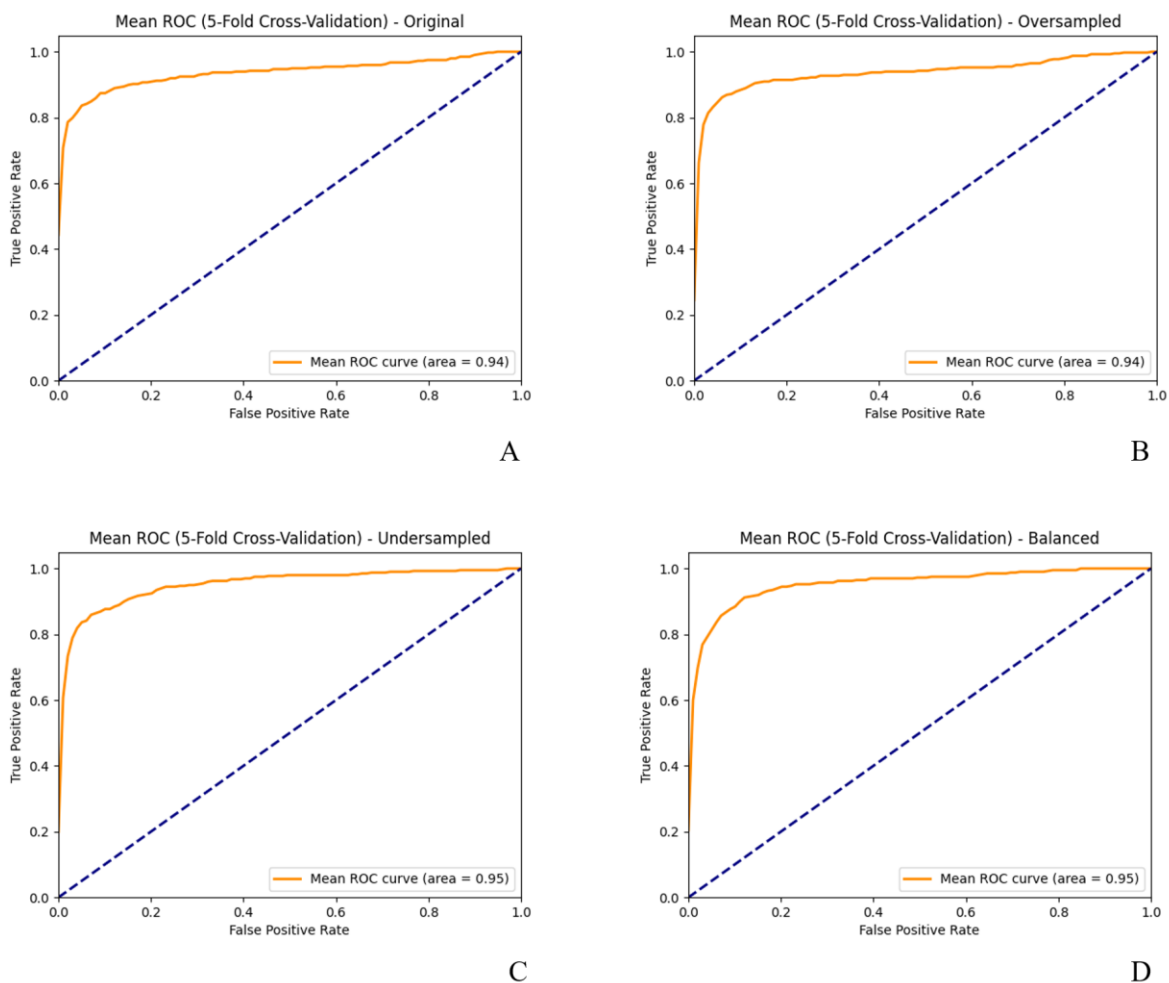 Mean ROC (5-Fold Cross-Validation) - Original
1.0
0.8
0.6
0.4
0.2
0.0
True Positive Rate
Mean ROC curve (area = 0.94)
0.0 0.2 0.4 0.6 0.8 1.0
False Positive Rate
A
Mean ROC (5-Fold Cross-Validation) - Oversampled
1.0
0.8
0.6
0.4
0.2
0.0
True Positive Rate
Mean ROC curve (area = 0.94)
0.0 0.2 0.4 0.6 0.8 1.0
False Positive Rate
B
Mean ROC (5-Fold Cross-Validation) - Undersampled
1.0
0.8
0.6
0.4
0.2
0.0
True Positive Rate
Mean ROC curve (area = 0.95)
0.0 0.2 0.4 0.6 0.8 1.0
False Positive Rate
C
Mean ROC (5-Fold Cross-Validation) - Balanced
1.0
0.8
0.6
0.4
0.2
0.0
True Positive Rate
Mean ROC curve (area = 0.95)
0.0 0.2 0.4 0.6 0.8 1.0
False Positive Rate
D